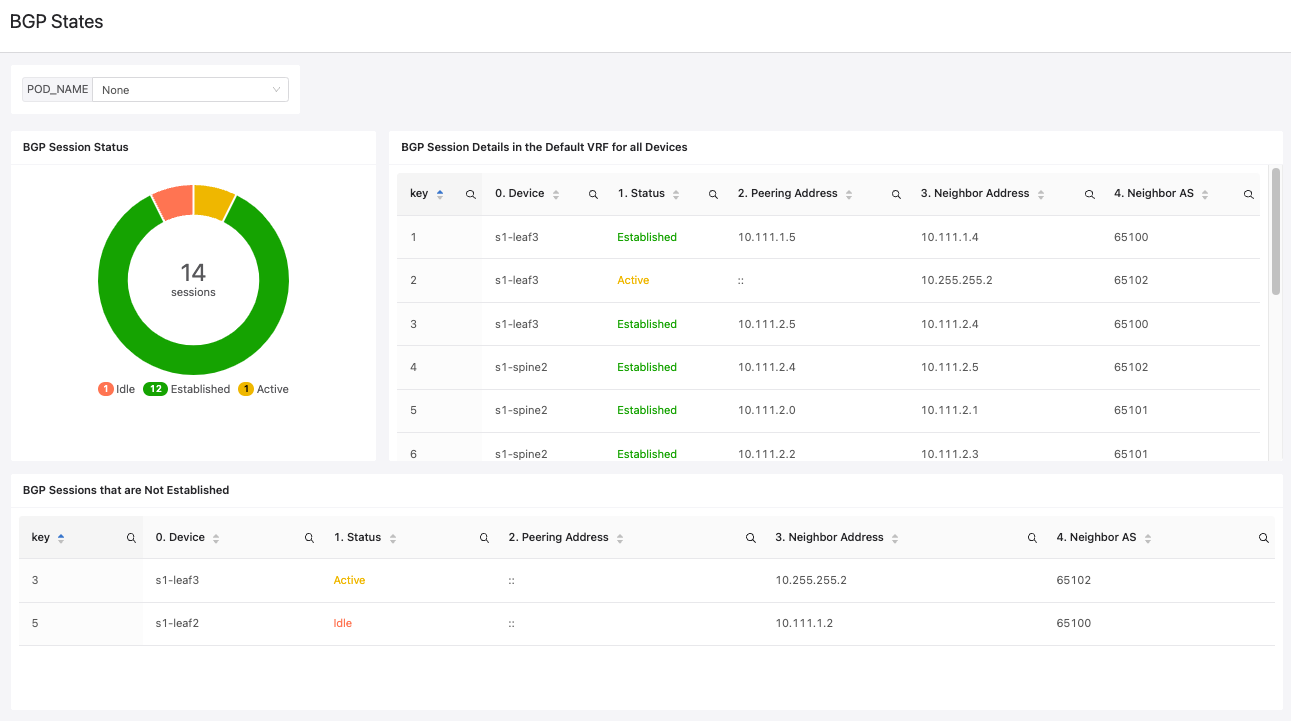 BGP States
POD_NAME None
BGP Session Status
14
sessions
1 Idle 12 Established 1 Active
BGP Session Details in the Default VRF for all Devices
key 0. Device 1. Status 2. Peering Address 3. Neighbor Address 4. Neighbor AS
1 s1-leaf3 Established 10.111.1.5 10.111.1.4 65100
2 s1-leaf3 Active :: 10.255.255.2 65102
3 s1-leaf3 Established 10.111.2.5 10.111.2.4 65100
4 s1-spine2 Established 10.111.2.4 10.111.2.5 65102
5 s1-spine2 Established 10.111.2.0 10.111.2.1 65101
6 s1-spine2 Established 10.111.2.2 10.111.2.3 65101
BGP Sessions that are Not Established
key 0. Device 1. Status 2. Peering Address 3. Neighbor Address 4. Neighbor AS
3 s1-leaf3 Active :: 10.255.255.2 65102
5 s1-leaf2 Idle :: 10.111.1.2 65100